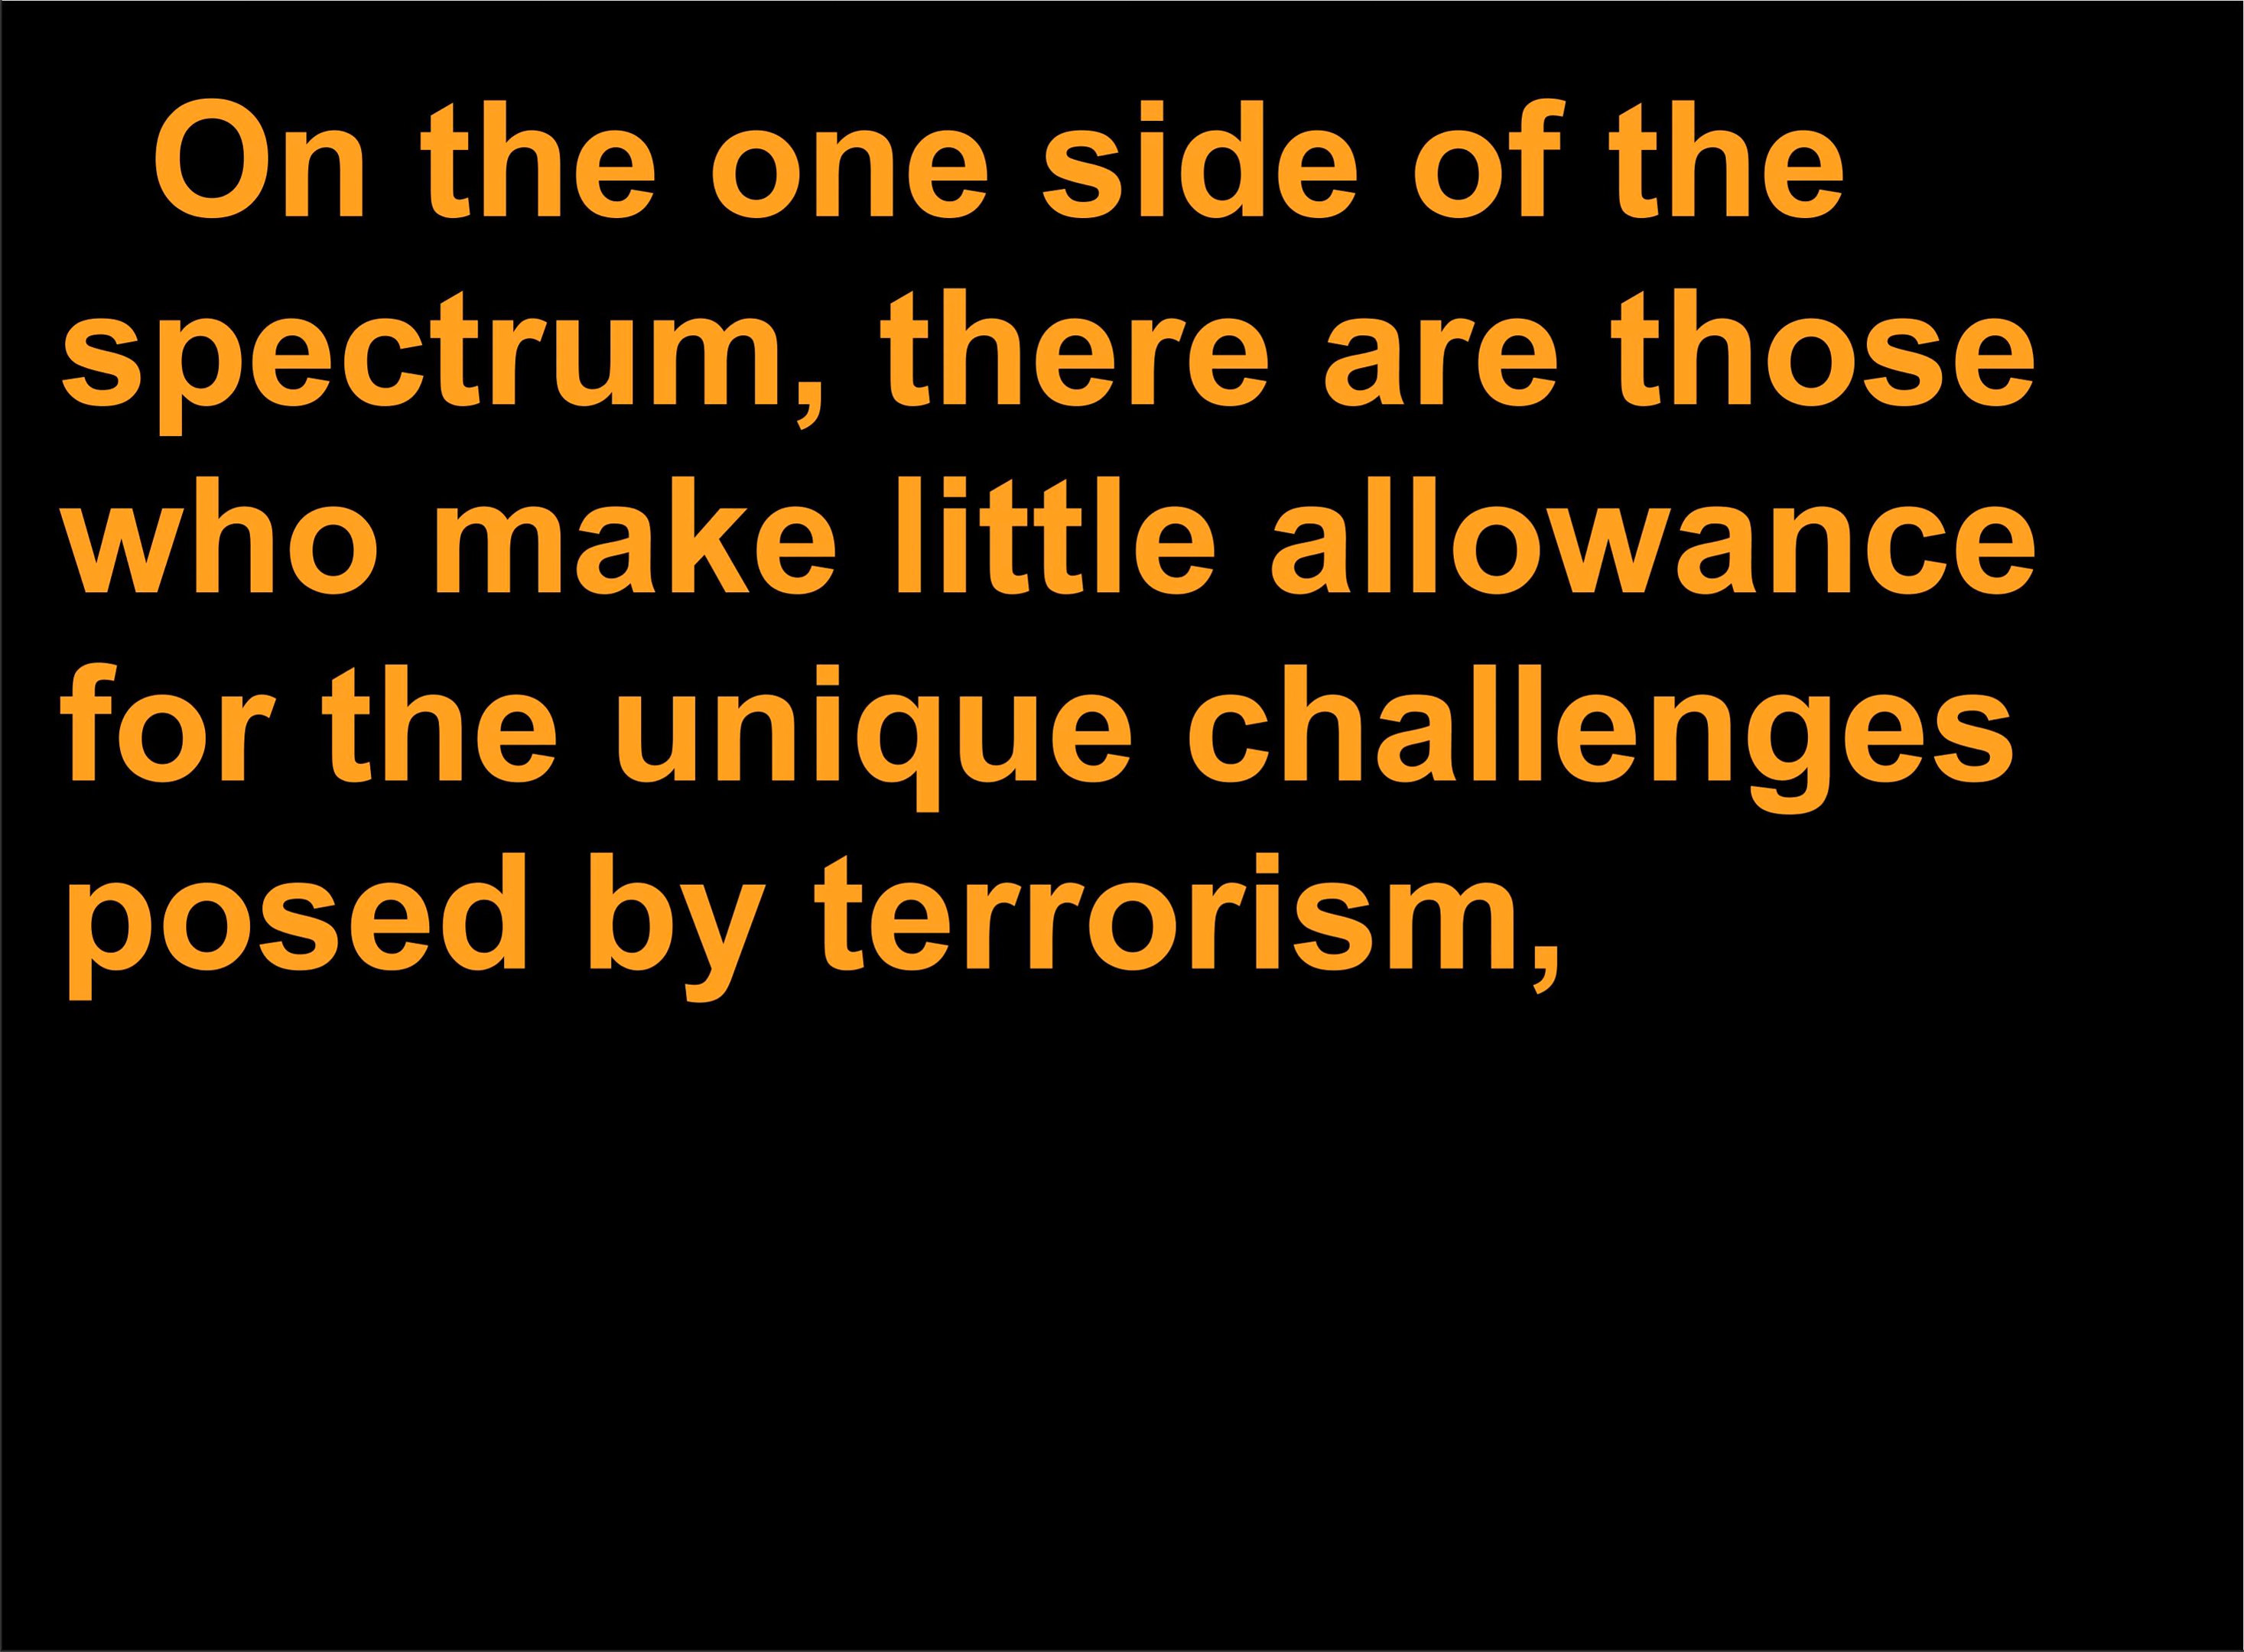 On the one side of the
spectrum, there are those
who make little allowance
for the unique challenges
posed by terrorism,